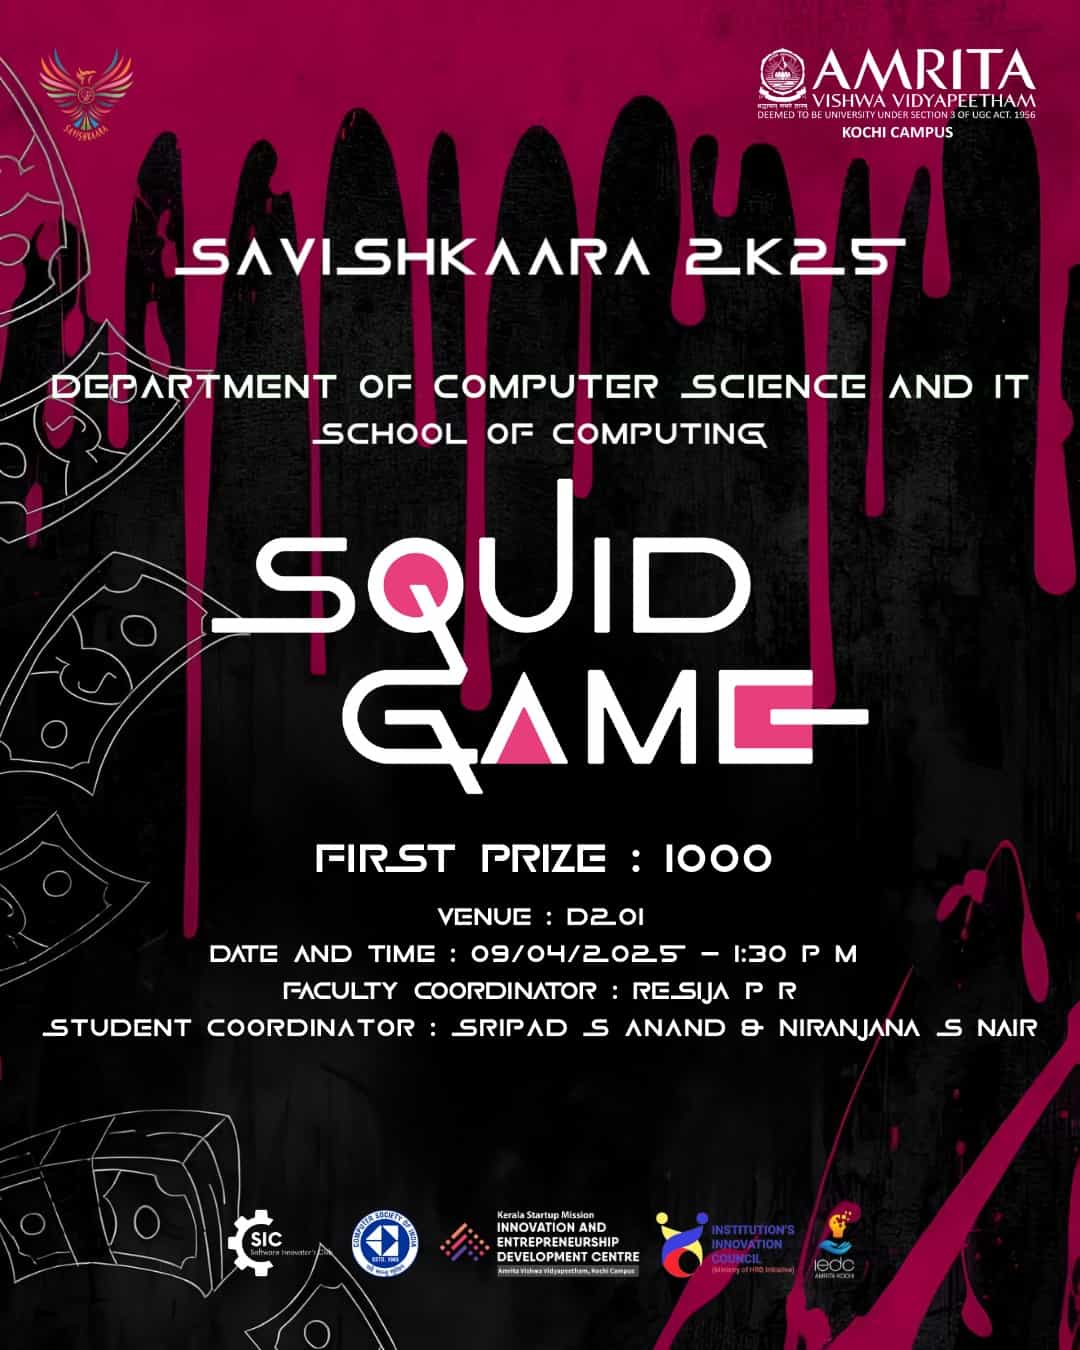 SAVISHKAARA
AMRITA
VISHWA VIDYAPEETHAM
DEEMED TO BE UNIVERSITY UNDER SECTION 3 OF UGC ACT, 1956
KOCHI CAMPUS
SAVISHKAARA 2K25
DEPARTMENT OF COMPUTER SCIENCE AND IT
SCHOOL OF COMPUTING
SQUID
GAME
FIRST PRIZE : 1000
VENUE : D201
DATE AND TIME : 09/04/2025 – 1:30 P M
FACULTY COORDINATOR : RESIJA P R
STUDENT COORDINATOR : SRIPAD S ANAND & NIRANJANA S NAIR
SIC
Software Innovator's Club
COMPUTER SOCIETY OF INDIA
ESTD. 1965
Kerala Startup Mission
INNOVATION AND
ENTREPRENEURSHIP
DEVELOPMENT CENTRE
Amrita Vishwa Vidyapeetham, Kochi Campus
INSTITUTION'S
INNOVATION
COUNCIL
(Ministry of HRD Initiative)
iedc
AMRITA KOCHI